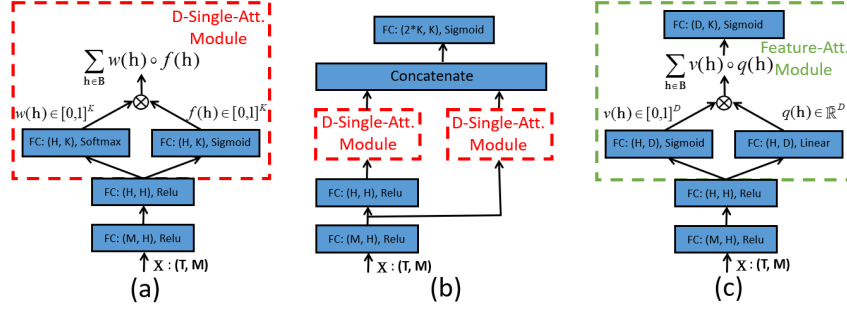 D-Single-Att.
Module
∑ w(h)∘f(h)
h∈B
w(h)∈[0,1]^K
f(h)∈[0,1]^K
FC: (H, K), Softmax
FC: (H, K), Sigmoid
FC: (H, H), Relu
FC: (M, H), Relu
X : (T, M)
(a)
FC: (2*K, K), Sigmoid
Concatenate
D-Single-Att.
Module
D-Single-Att.
Module
FC: (H, H), Relu
FC: (M, H), Relu
X : (T, M)
(b)
FC: (D, K), Sigmoid
Feature-Att.
Module
∑ v(h)∘q(h)
h∈B
v(h)∈[0,1]^D
q(h)∈ℝ^D
FC: (H, D), Sigmoid
FC: (H, D), Linear
FC: (H, H), Relu
FC: (M, H), Relu
X : (T, M)
(c)